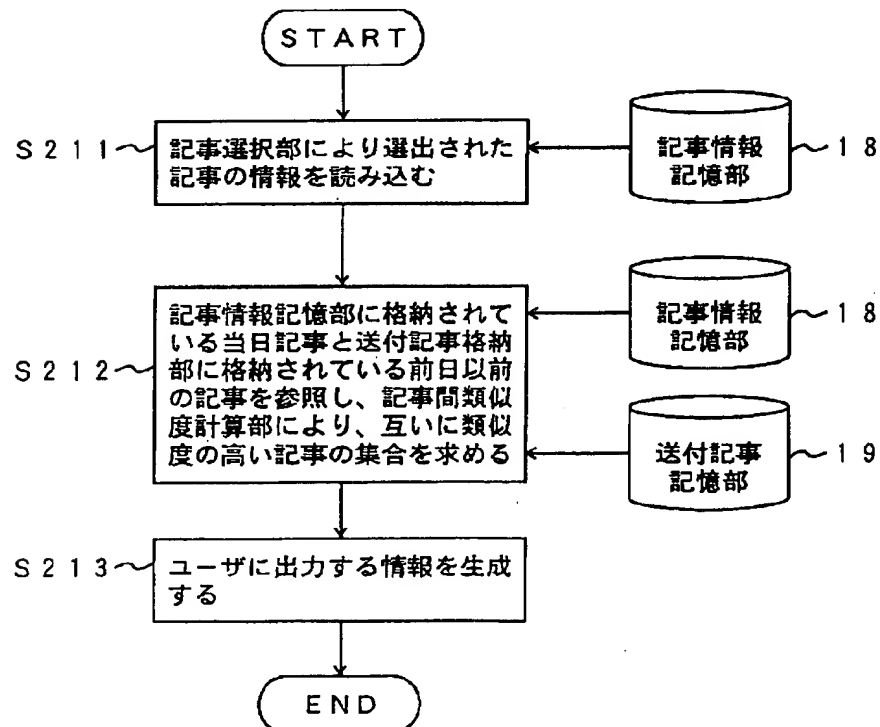 START
S211
記事選択部により選出された
記事の情報を読み込む
記事情報
記憶部
18
S212
記事情報記憶部に格納されて
いる当日記事と送付記事格納
部に格納されている前日以前
の記事を参照し、記事間類似
度計算部により、互いに類似
度の高い記事の集合を求める
記事情報
記憶部
18
送付記事
記憶部
19
S213
ユーザに出力する情報を生成
する
END